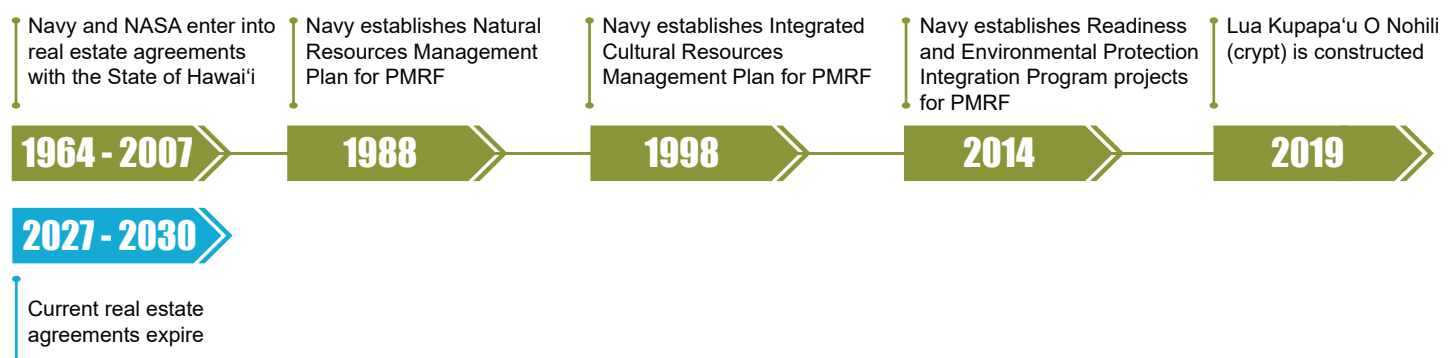 Navy and NASA enter into
real estate agreements
with the State of Hawaiʻi
Navy establishes Natural
Resources Management
Plan for PMRF
Navy establishes Integrated
Cultural Resources
Management Plan for PMRF
Navy establishes Readiness
and Environmental Protection
Integration Program projects
for PMRF
Lua Kupapaʻu O Nohili
(crypt) is constructed
1964 - 2007
1988
1998
2014
2019
2027 - 2030
Current real estate
agreements expire